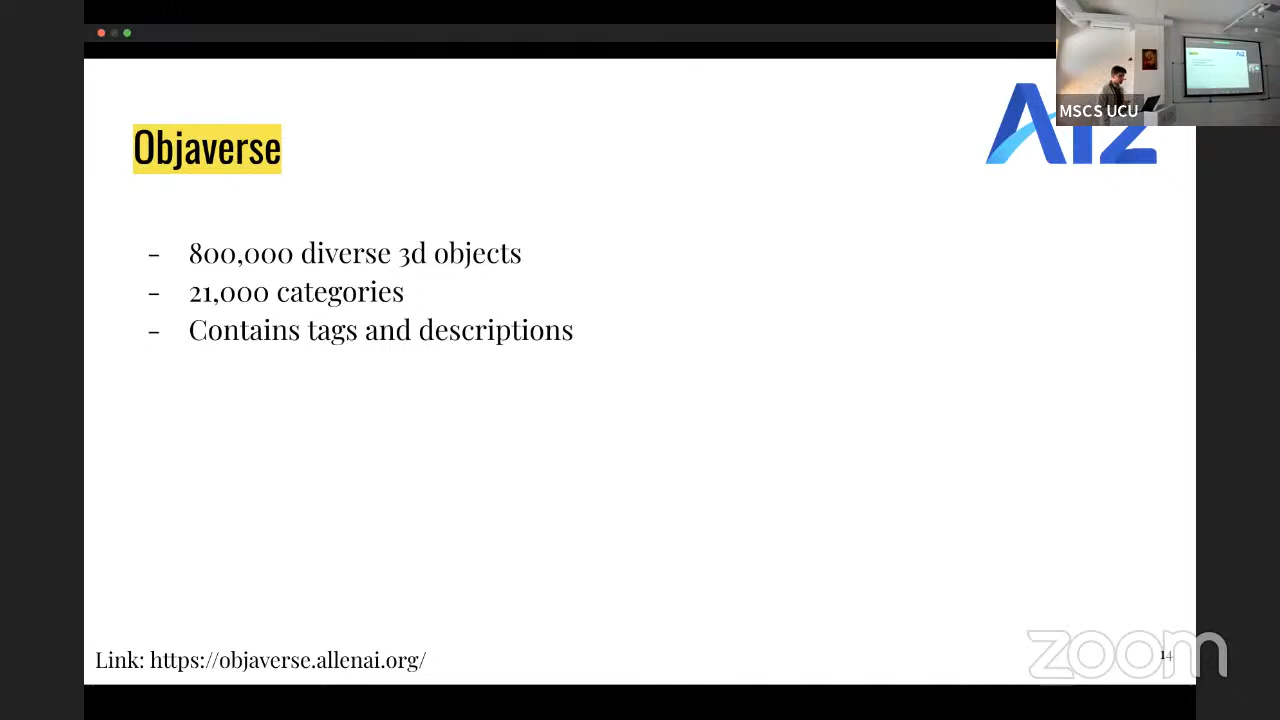 MSCS UCU
Objaverse
- 800,000 diverse 3d objects
- 21,000 categories
- Contains tags and descriptions
Link: https://objaverse.allenai.org/
zoom
14